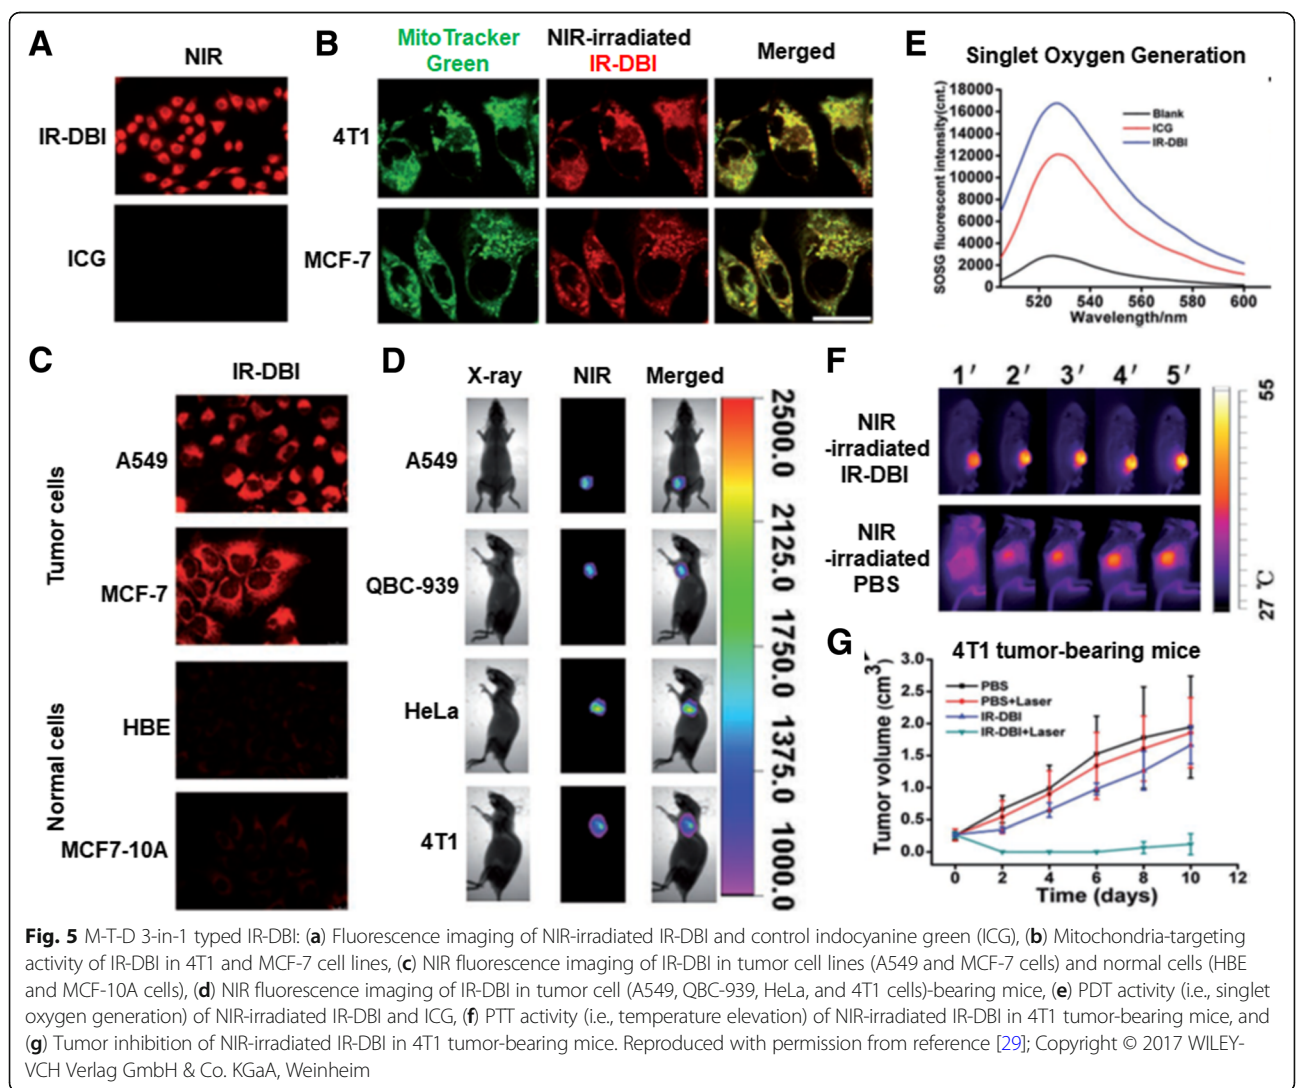 A
NIR
IR-DBI
ICG
B
MitoTracker
Green
NIR-irradiated
IR-DBI
Merged
4T1
MCF-7
E
Singlet Oxygen Generation
SOSG fluorescent intensity(cnt.)
18000
16000
14000
12000
10000
8000
6000
4000
2000
0
Blank
ICG
IR-DBI
520
540
560
580
600
Wavelength/nm
C
IR-DBI
Tumor cells
A549
MCF-7
Normal cells
HBE
MCF7-10A
D
X-ray
NIR
Merged
A549
QBC-939
HeLa
4T1
2500.0
2125.0
1750.0
1375.0
1000.0
F
1′ 2′ 3′ 4′ 5′
NIR
-irradiated
IR-DBI
NIR
-irradiated
PBS
55
27 ℃
G
4T1 tumor-bearing mice
Tumor volume (cm³)
3.0
2.5
2.0
1.5
1.0
0.5
0.0
PBS
PBS+Laser
IR-DBI
IR-DBI+Laser
0 2 4 6 8 10 12
Time (days)
Fig. 5 M-T-D 3-in-1 typed IR-DBI: (a) Fluorescence imaging of NIR-irradiated IR-DBI and control indocyanine green (ICG), (b) Mitochondria-targeting
activity of IR-DBI in 4T1 and MCF-7 cell lines, (c) NIR fluorescence imaging of IR-DBI in tumor cell lines (A549 and MCF-7 cells) and normal cells (HBE
and MCF-10A cells), (d) NIR fluorescence imaging of IR-DBI in tumor cell (A549, QBC-939, HeLa, and 4T1 cells)-bearing mice, (e) PDT activity (i.e., singlet
oxygen generation) of NIR-irradiated IR-DBI and ICG, (f) PTT activity (i.e., temperature elevation) of NIR-irradiated IR-DBI in 4T1 tumor-bearing mice, and
(g) Tumor inhibition of NIR-irradiated IR-DBI in 4T1 tumor-bearing mice. Reproduced with permission from reference [29]; Copyright © 2017 WILEY-
VCH Verlag GmbH & Co. KGaA, Weinheim